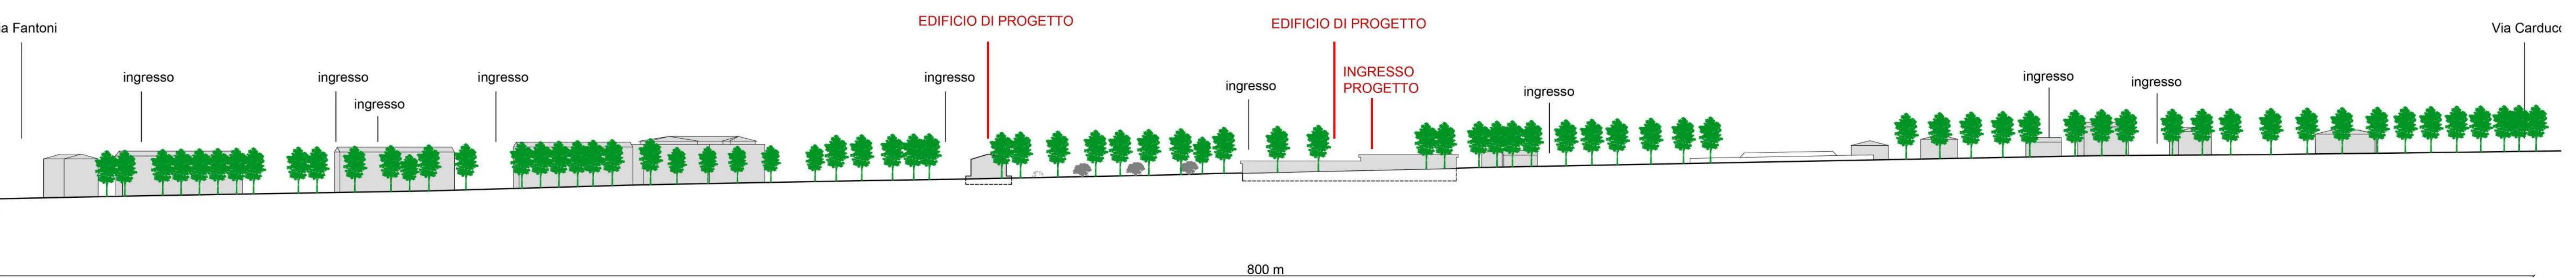 ia Fantoni
EDIFICIO DI PROGETTO
EDIFICIO DI PROGETTO
Via Carducc
ingresso
ingresso
ingresso
ingresso
ingresso
ingresso
INGRESSO
PROGETTO
ingresso
ingresso
ingresso
800 m